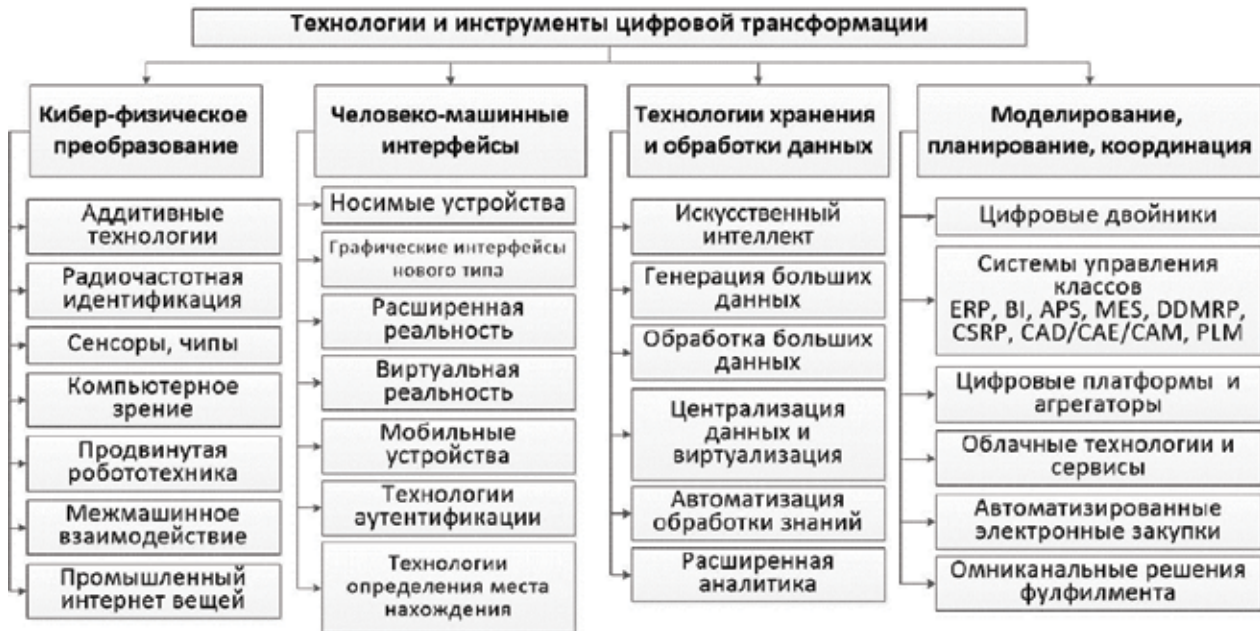 Технологии и инструменты цифровой трансформации
Кибер-физическое
преобразование
Аддитивные
технологии
Радиочастотная
идентификация
Сенсоры, чипы
Компьютерное
зрение
Продвинутая
робототехника
Межмашинное
взаимодействие
Промышленный
интернет вещей
Человеко-машинные
интерфейсы
Носимые устройства
Графические интерфейсы
нового типа
Расширенная
реальность
Виртуальная
реальность
Мобильные
устройства
Технологии
аутентификации
Технологии
определения места
нахождения
Технологии хранения
и обработки данных
Искусственный
интеллект
Генерация больших
данных
Обработка больших
данных
Централизация
данных и
виртуализация
Автоматизация
обработки знаний
Расширенная
аналитика
Моделирование,
планирование, координация
Цифровые двойники
Системы управления
классов
ERP, BI, APS, MES, DDMRP,
CSRP, CAD/CAE/CAM, PLM
Цифровые платформы и
агрегаторы
Облачные технологии и
сервисы
Автоматизированные
электронные закупки
Омниканальные решения
фулфилмента